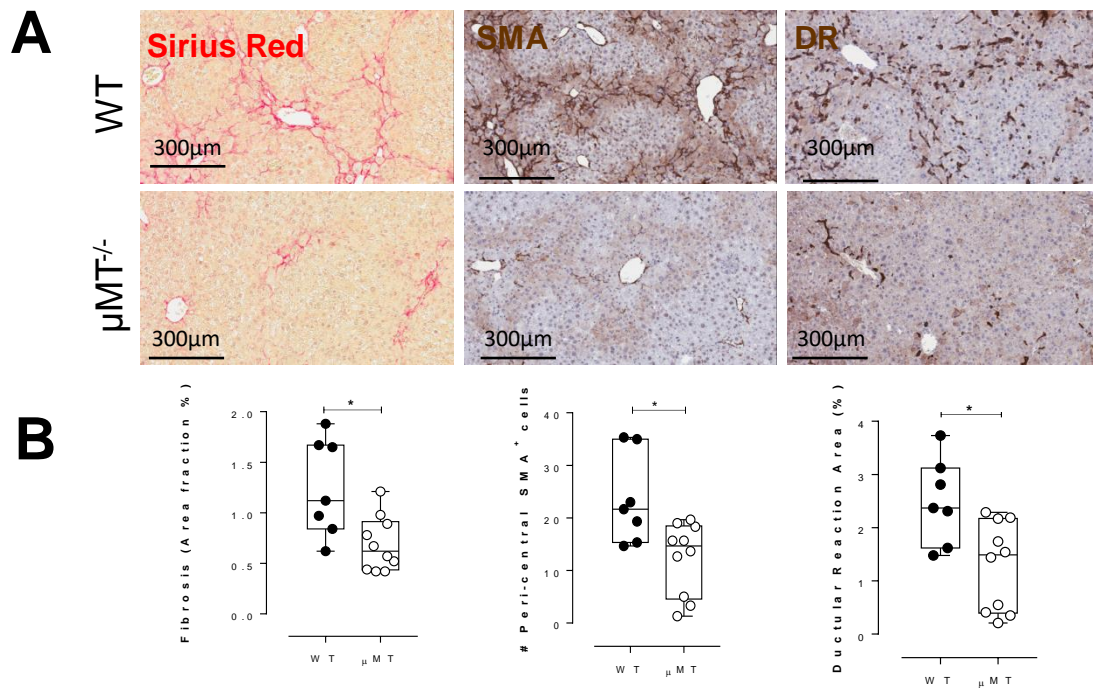 A
Sirius Red
SMA
DR
WT
300µm
300µm
300µm
µMT-/-
300µm
300µm
300µm
B
Fibrosis (Area fraction %)
2.0
1.5
1.0
0.5
0.0
*
WT
µMT
# Peri-central SMA+ cells
40
30
20
10
0
*
WT
µMT
Ductular Reaction Area (%)
4
3
2
1
0
*
WT
µMT